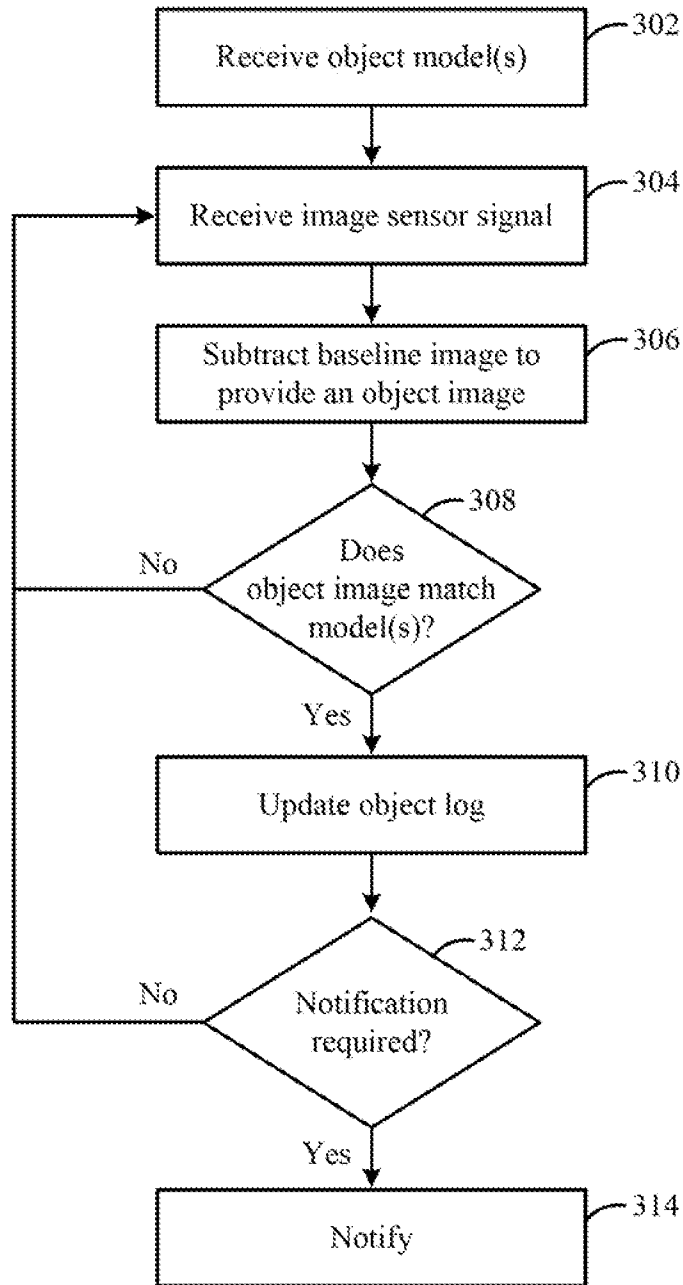 302
Receive object model(s)
304
Receive image sensor signal
306
Subtract baseline image to
provide an object image
308
No
Does
object image match
model(s)?
Yes
310
Update object log
312
No
Notification
required?
Yes
314
Notify